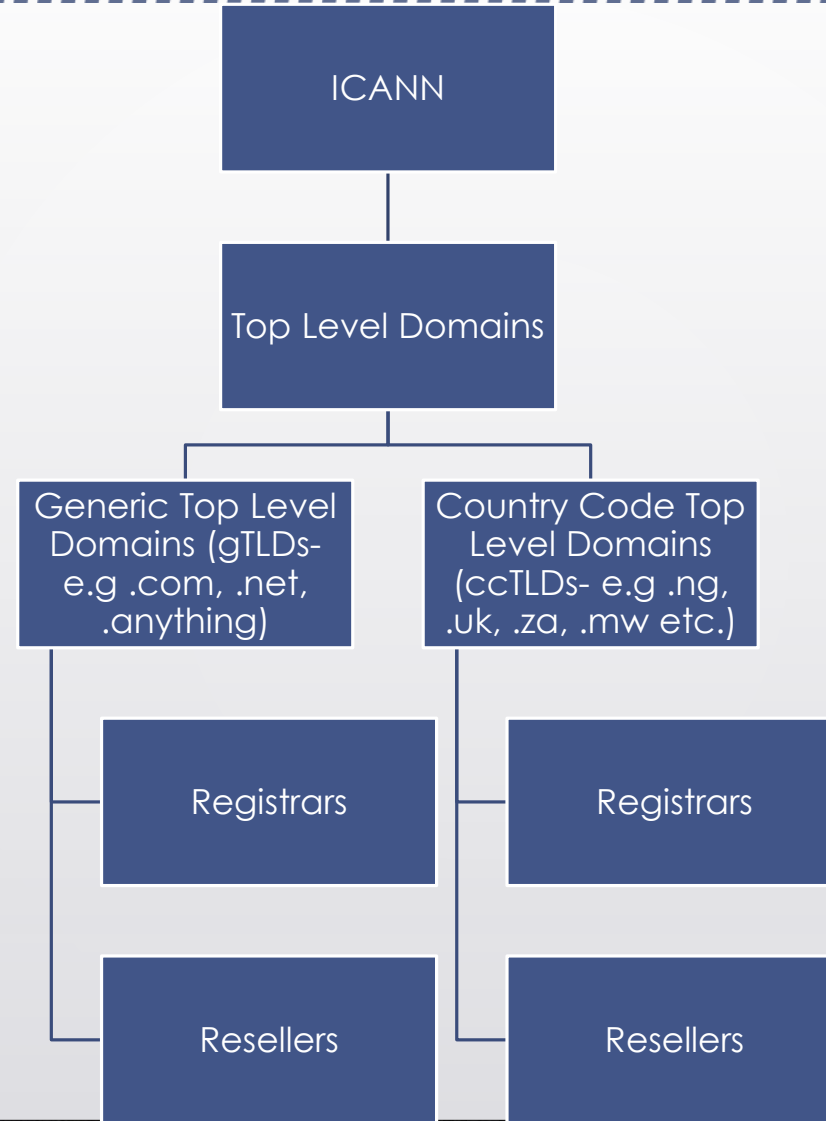 ICANN
Top Level Domains
Generic Top Level
Domains (gTLDs-
e.g .com, .net,
.anything)
Country Code Top
Level Domains
(ccTLDs- e.g .ng,
.uk, .za, .mw etc.)
Registrars
Registrars
Resellers
Resellers